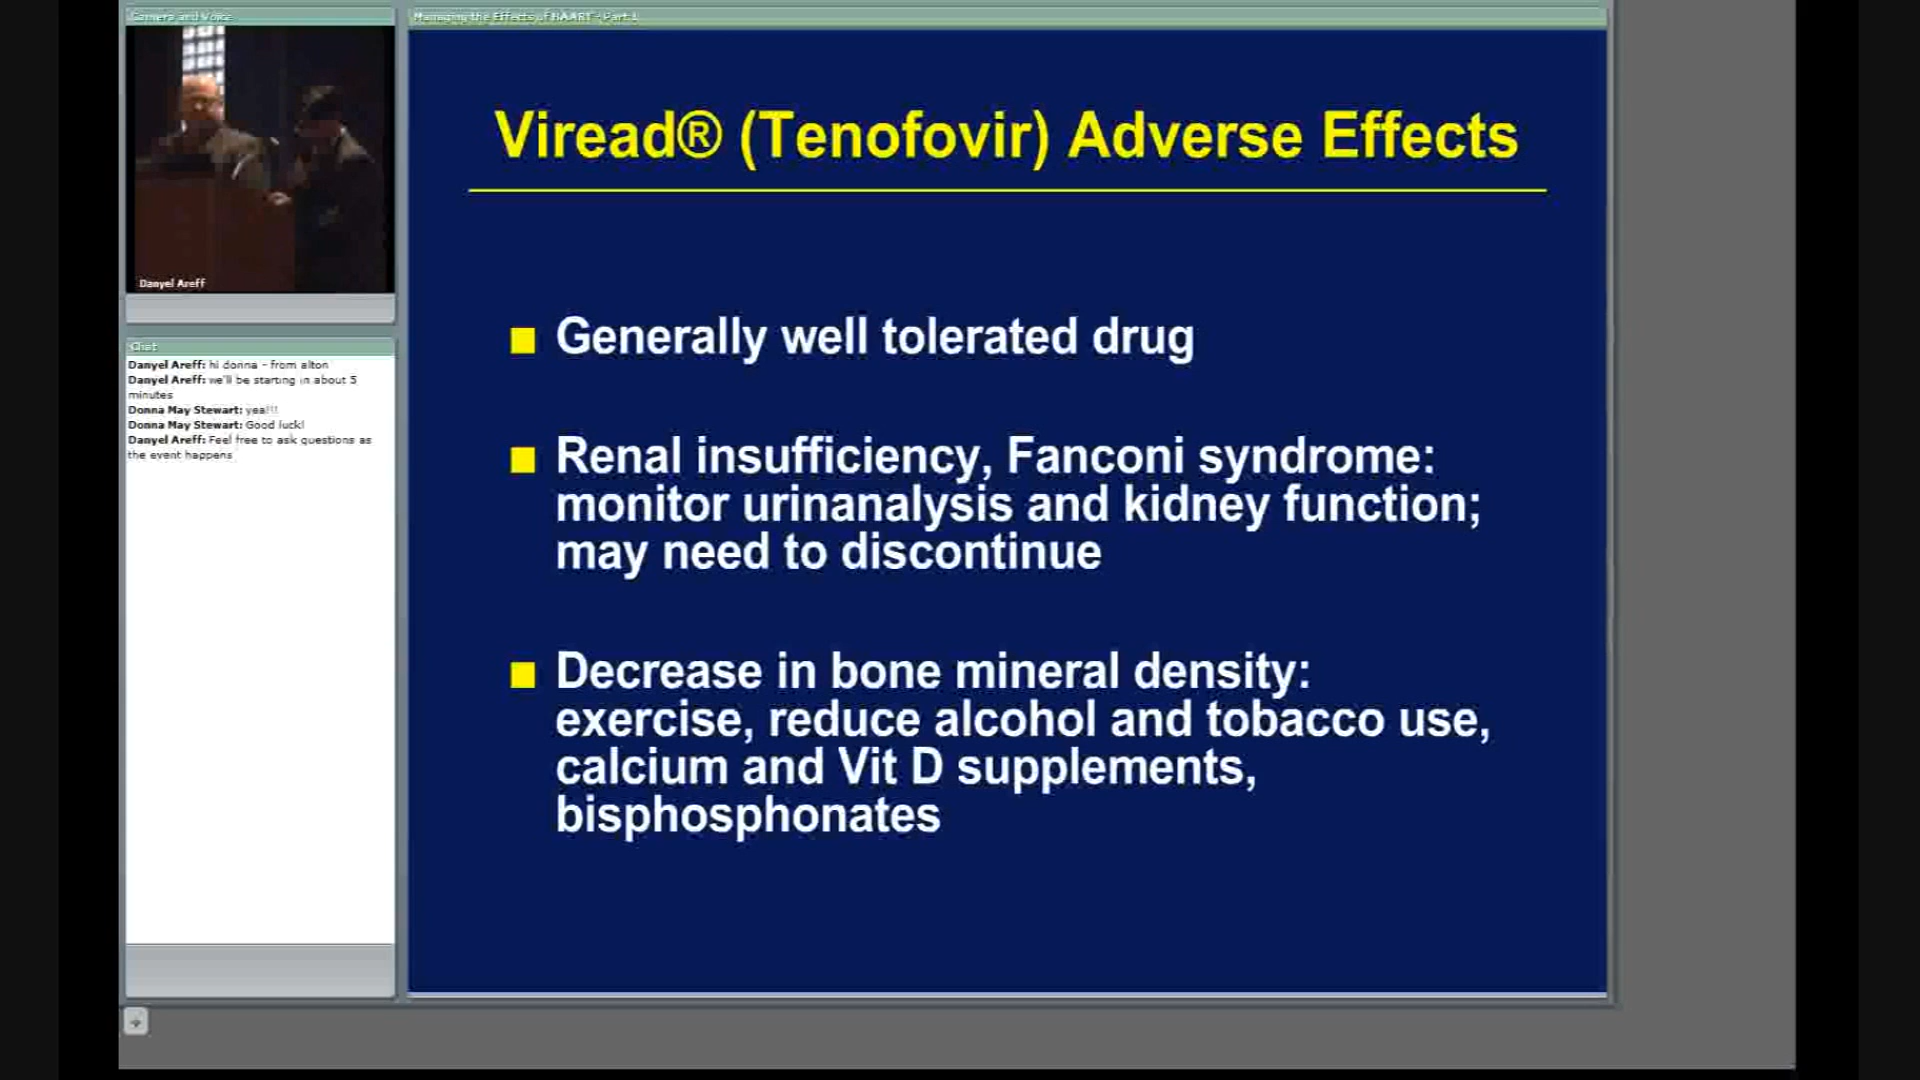 Camera and Voice
Managing the Effects of HAART - Part 1
Viread® (Tenofovir) Adverse Effects
Danyel Areff
Generally well tolerated drug
Renal insufficiency, Fanconi syndrome:
monitor urinanalysis and kidney function;
may need to discontinue
Decrease in bone mineral density:
exercise, reduce alcohol and tobacco use,
calcium and Vit D supplements,
bisphosphonates
Chat
Danyel Areff: hi donna - from alton
Danyel Areff: we'll be starting in about 5
minutes
Donna May Stewart: yea!!!
Donna May Stewart: Good luck!
Danyel Areff: Feel free to ask questions as
the event happens